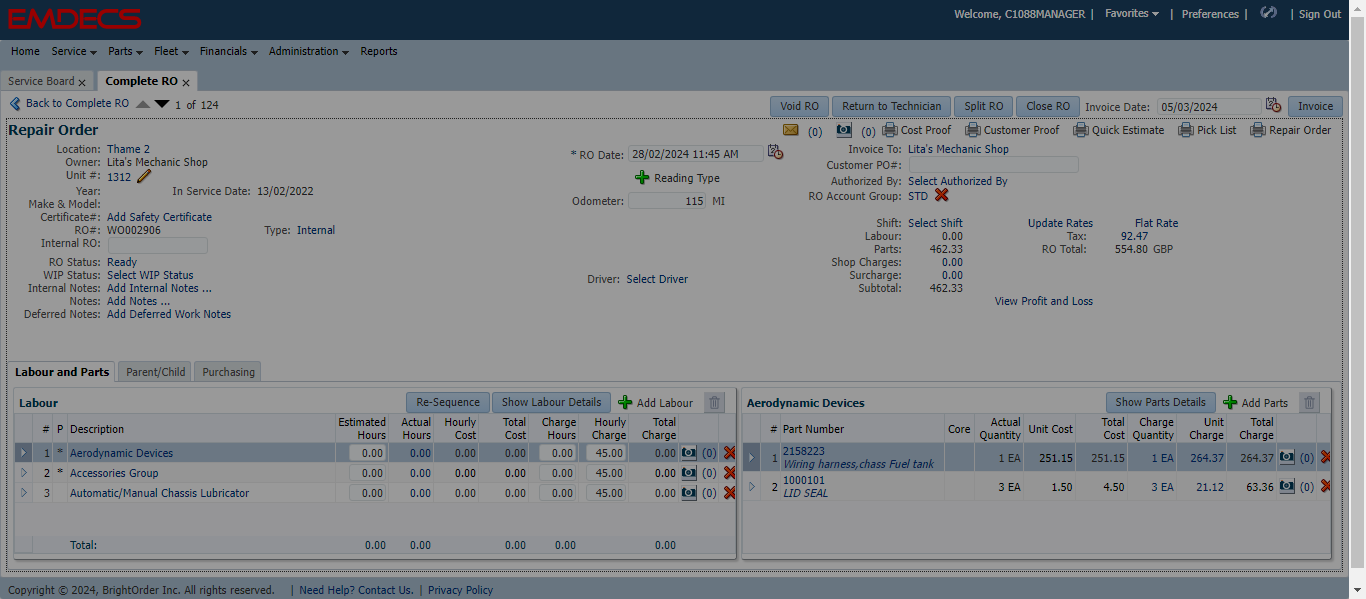 EMDECS
Welcome, C1088MANAGER | Favorites | Preferences | | Sign Out
Home Service Parts Fleet Financials Administration Reports
Service Board x Complete RO x
Back to Complete RO 1 of 124
Void RO Return to Technician Split RO Close RO Invoice Date: 05/03/2024 Invoice
Repair Order
(0) (0) Cost Proof Customer Proof Quick Estimate Pick List Repair Order
Location: Thame 2
Owner: Lita's Mechanic Shop
Unit #: 1312
Year: In Service Date: 13/02/2022
Make & Model:
Certificate#: Add Safety Certificate
RO#: WO002906 Type: Internal
Internal RO:
RO Status: Ready
WIP Status: Select WIP Status
Internal Notes: Add Internal Notes ...
Notes: Add Notes ...
Deferred Notes: Add Deferred Work Notes
* RO Date: 28/02/2024 11:45 AM
Reading Type
Odometer: 115 MI
Driver: Select Driver
Invoice To: Lita's Mechanic Shop
Customer PO#:
Authorized By: Select Authorized By
RO Account Group: STD
Shift: Select Shift Update Rates Flat Rate
Labour: 0.00 Tax: 92.47
Parts: 462.33 RO Total: 554.80 GBP
Shop Charges: 0.00
Surcharge: 0.00
Subtotal: 462.33
View Profit and Loss
Labour and Parts Parent/Child Purchasing
Labour Re-Sequence Show Labour Details Add Labour
# P Description Estimated Hours Actual Hours Hourly Cost Total Cost Charge Hours Hourly Charge Total Charge
1 * Aerodynamic Devices 0.00 0.00 0.00 0.00 0.00 45.00 0.00 (0)
2 * Accessories Group 0.00 0.00 0.00 0.00 0.00 45.00 0.00 (0)
3 Automatic/Manual Chassis Lubricator 0.00 0.00 0.00 0.00 0.00 45.00 0.00 (0)
Total: 0.00 0.00 0.00 0.00 0.00
Aerodynamic Devices Show Parts Details Add Parts
# Part Number Core Actual Quantity Unit Cost Total Cost Charge Quantity Unit Charge Total Charge
1 2158223 1 EA 251.15 251.15 1 EA 264.37 264.37 (0)
Wiring harness,chass Fuel tank
2 1000101 3 EA 1.50 4.50 3 EA 21.12 63.36 (0)
LID SEAL
Copyright © 2024, BrightOrder Inc. All rights reserved. | Need Help? Contact Us. | Privacy Policy